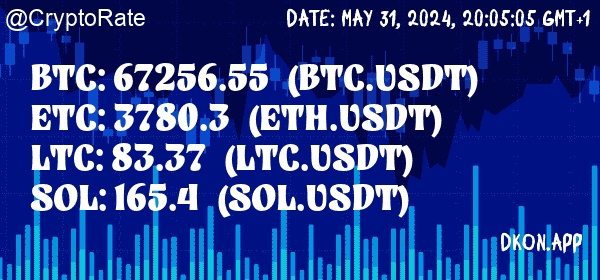 @CryptoRate
DATE: MAY 31, 2024, 20:05:05 GMT+1
BTC: 67256.55 (BTC.USDT)
ETC: 3780.3 (ETH.USDT)
LTC: 83.37 (LTC.USDT)
SOL: 165.4 (SOL.USDT)
DKON.APP